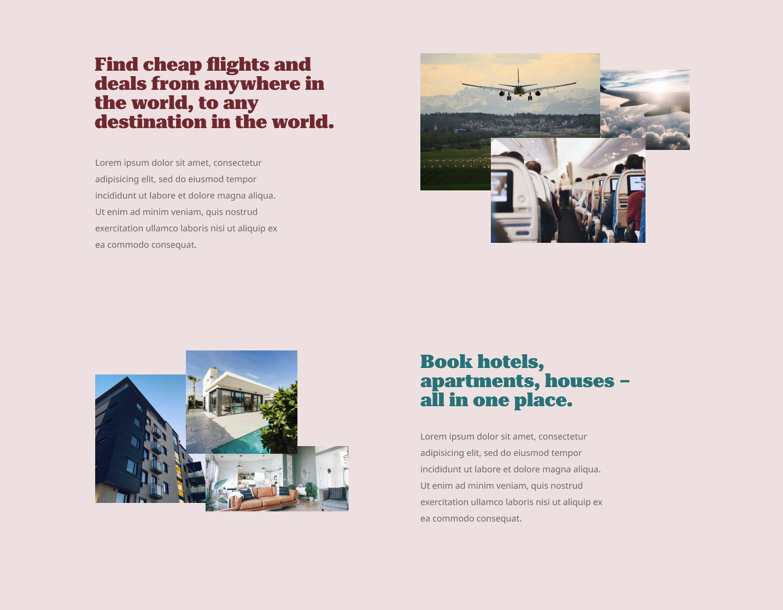 Find cheap flights and
deals from anywhere in
the world, to any
destination in the world.
Lorem ipsum dolor sit amet, consectetur
adipisicing elit, sed do eiusmod tempor
incididunt ut labore et dolore magna aliqua.
Ut enim ad minim veniam, quis nostrud
exercitation ullamco laboris nisi ut aliquip ex
ea commodo consequat.
Book hotels,
apartments, houses –
all in one place.
Lorem ipsum dolor sit amet, consectetur
adipisicing elit, sed do eiusmod tempor
incididunt ut labore et dolore magna aliqua.
Ut enim ad minim veniam, quis nostrud
exercitation ullamco laboris nisi ut aliquip ex
ea commodo consequat.